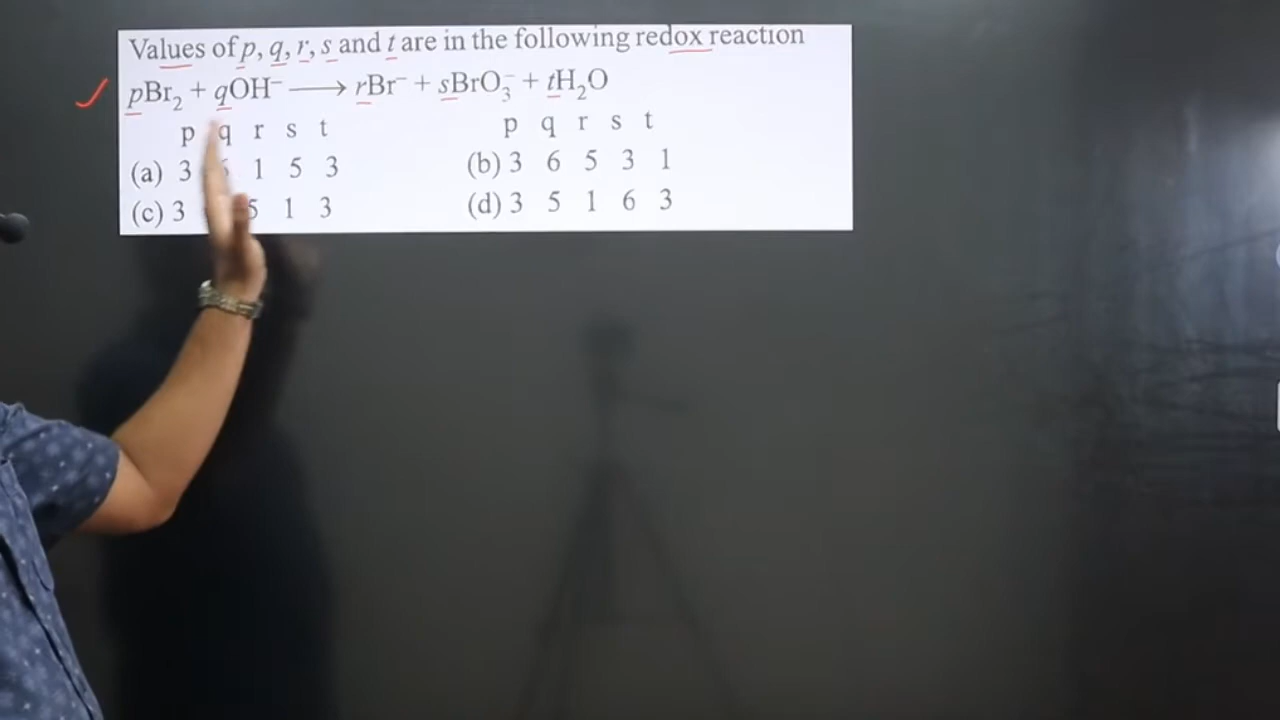 Values of p, q, r, s and t are in the following redox reaction
pBr₂ + qOH⁻ ⟶ rBr⁻ + sBrO₃⁻ + tH₂O
p q r s t
p q r s t
(a) 3 1 5 3
(b) 3 6 5 3 1
(c) 3 5 1 3
(d) 3 5 1 6 3